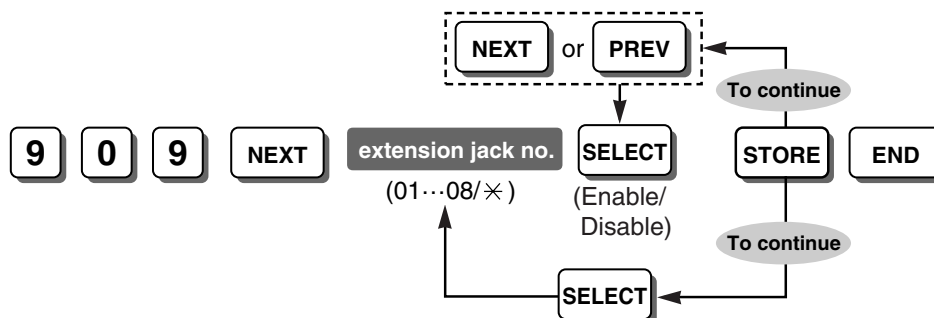 NEXT or PREV
To continue
9 0 9 NEXT extension jack no. SELECT STORE END
(01···08/✳)
(Enable/
Disable)
To continue
SELECT